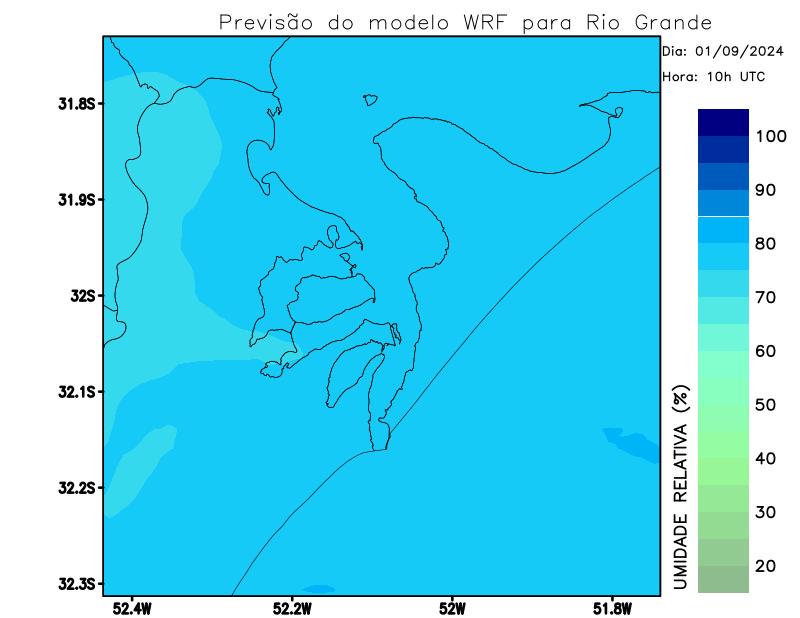 Previsão do modelo WRF para Rio Grande
Dia: 01/09/2024
Hora: 10h UTC
31.8S
31.9S
32S
32.1S
32.2S
32.3S
52.4W
52.2W
52W
51.8W
100
90
80
70
60
50
40
30
20
UMIDADE RELATIVA (%)